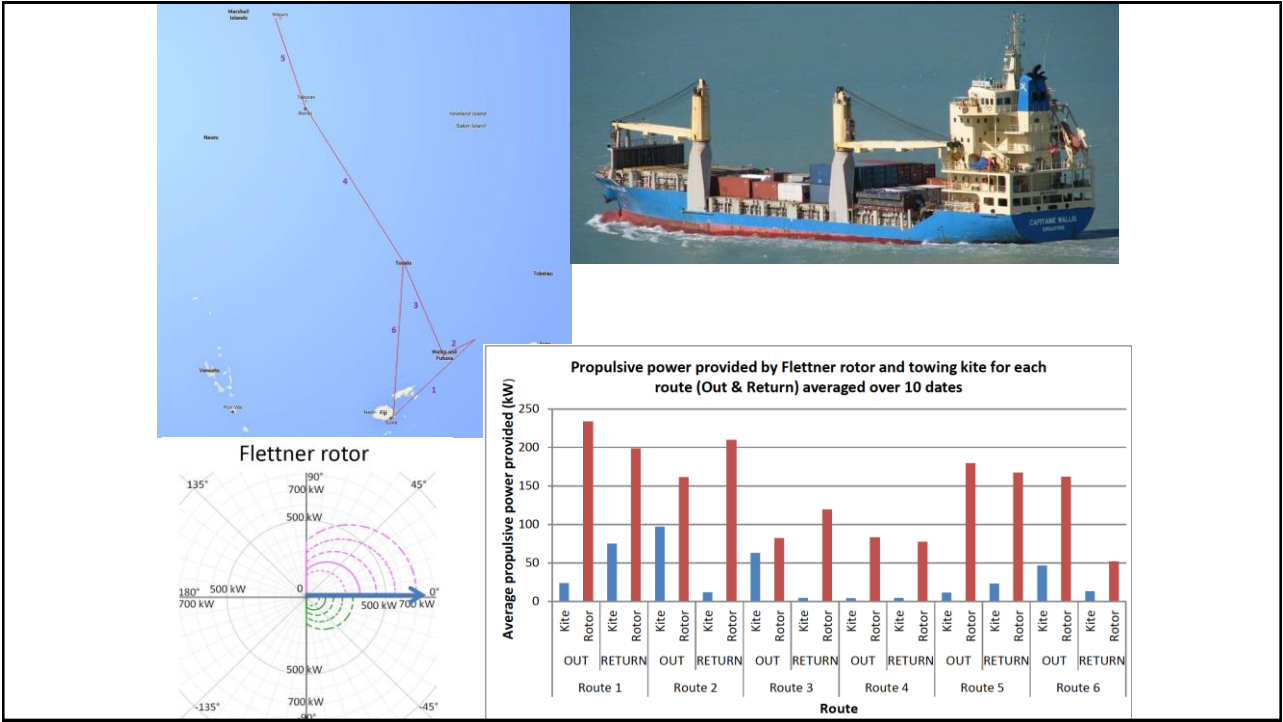 Marshall
Islands
Majuro
5
Tarawa
Howland Island
Baker Island
Nauru
4
Tuvalu
Tokelau
3
6
2
Wallis and
Futuna
Vanuatu
1
Port Vila
Nadi
Fiji
Suva
CAPITAINE WALLIS
SINGAPORE
Flettner rotor
90°
135°
700 kW
45°
500 kW
180°
500 kW
0
0°
700 kW
500 kW
700 kW
500 kW
-135°
700 kW
-45°
-90°
Propulsive power provided by Flettner rotor and towing kite for each
route (Out & Return) averaged over 10 dates
Average propulsive power provided (kW)
250
200
150
100
50
0
Kite Rotor Kite Rotor Kite Rotor Kite Rotor Kite Rotor Kite Rotor Kite Rotor Kite Rotor Kite Rotor Kite Rotor Kite Rotor Kite Rotor
OUT RETURN OUT RETURN OUT RETURN OUT RETURN OUT RETURN OUT RETURN
Route 1 Route 2 Route 3 Route 4 Route 5 Route 6
Route